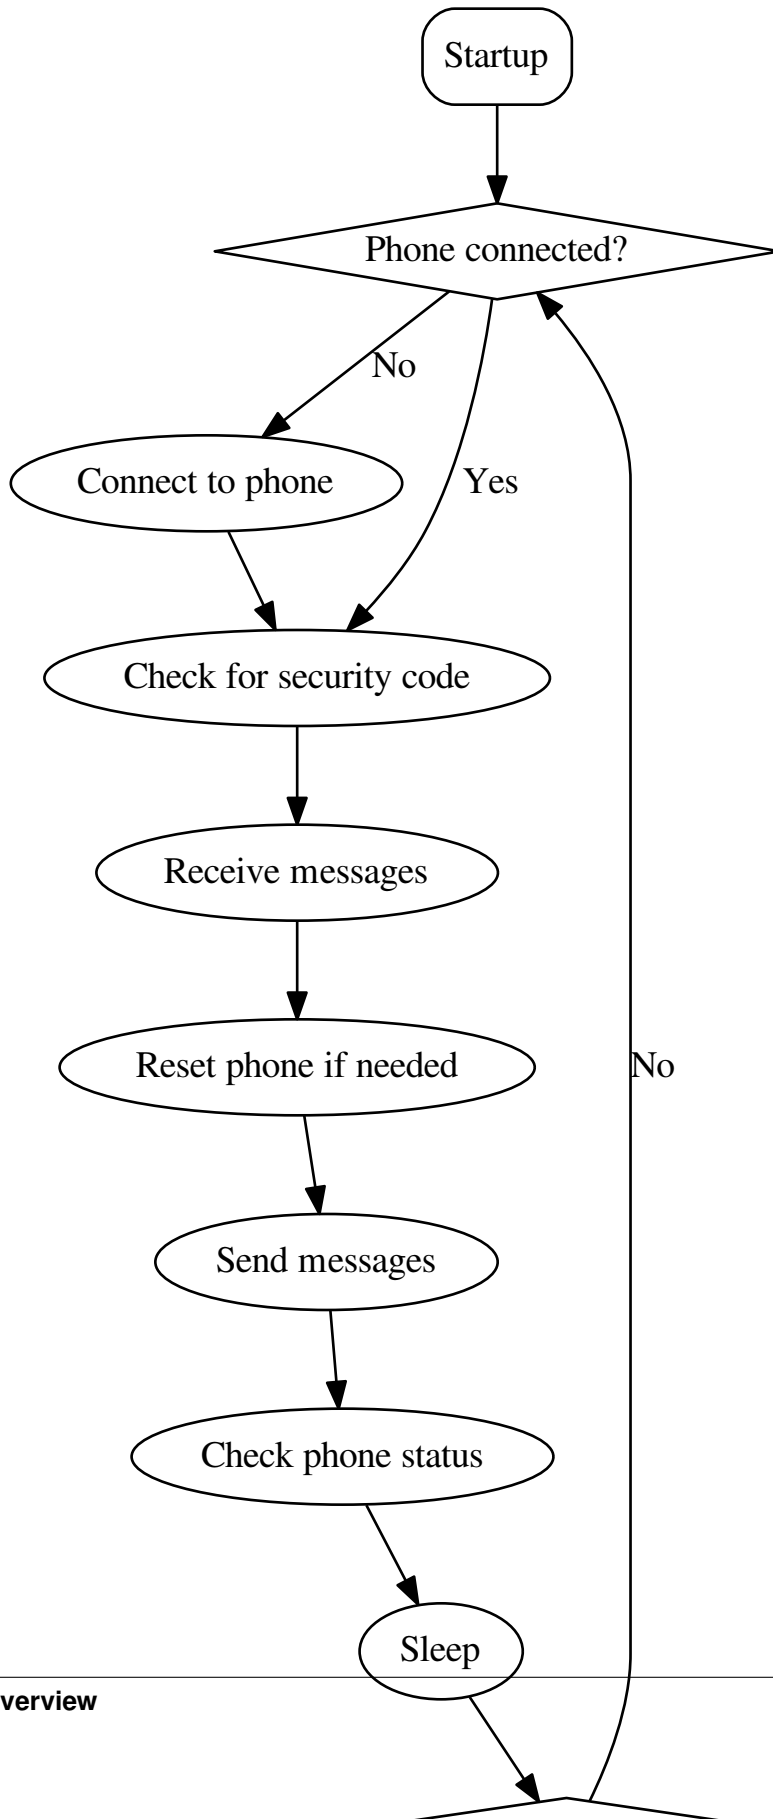 Startup
Phone connected?
No
Connect to phone
Yes
Check for security code
Receive messages
Reset phone if needed
No
Send messages
Check phone status
Sleep
verview